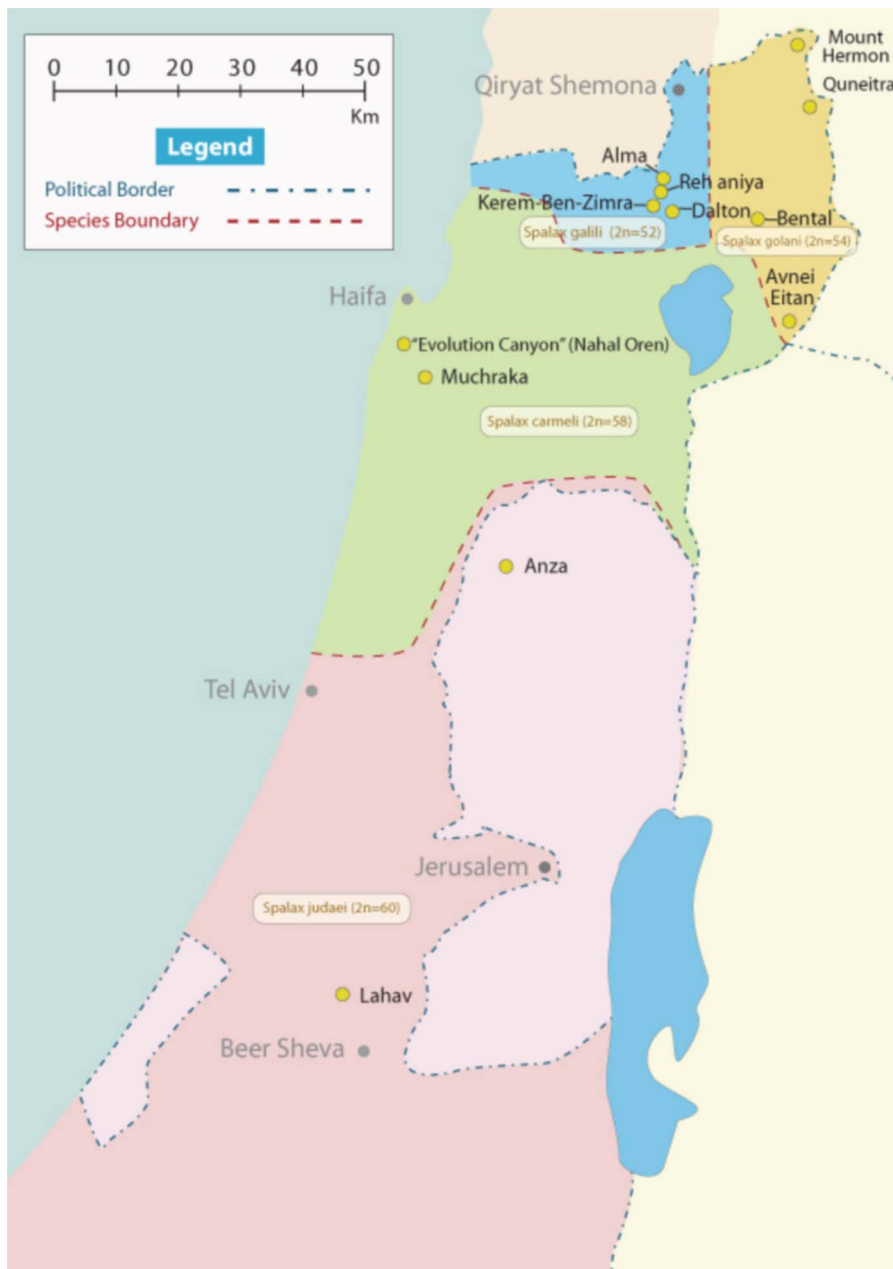 0 10 20 30 40 50
Km
Legend
Political Border
Species Boundary
Mount
Hermon
Quneitra
Qiryat Shemona
Alma
Reh aniya
Kerem-Ben-Zimra
Dalton
Bental
Spalax galili (2n=52)
Spalax golani (2n=54)
Avnei
Eitan
Haifa
"Evolution Canyon" (Nahal Oren)
Muchraka
Spalax carmeli (2n=58)
Anza
Tel Aviv
Jerusalem
Spalax judaei (2n=60)
Lahav
Beer Sheva